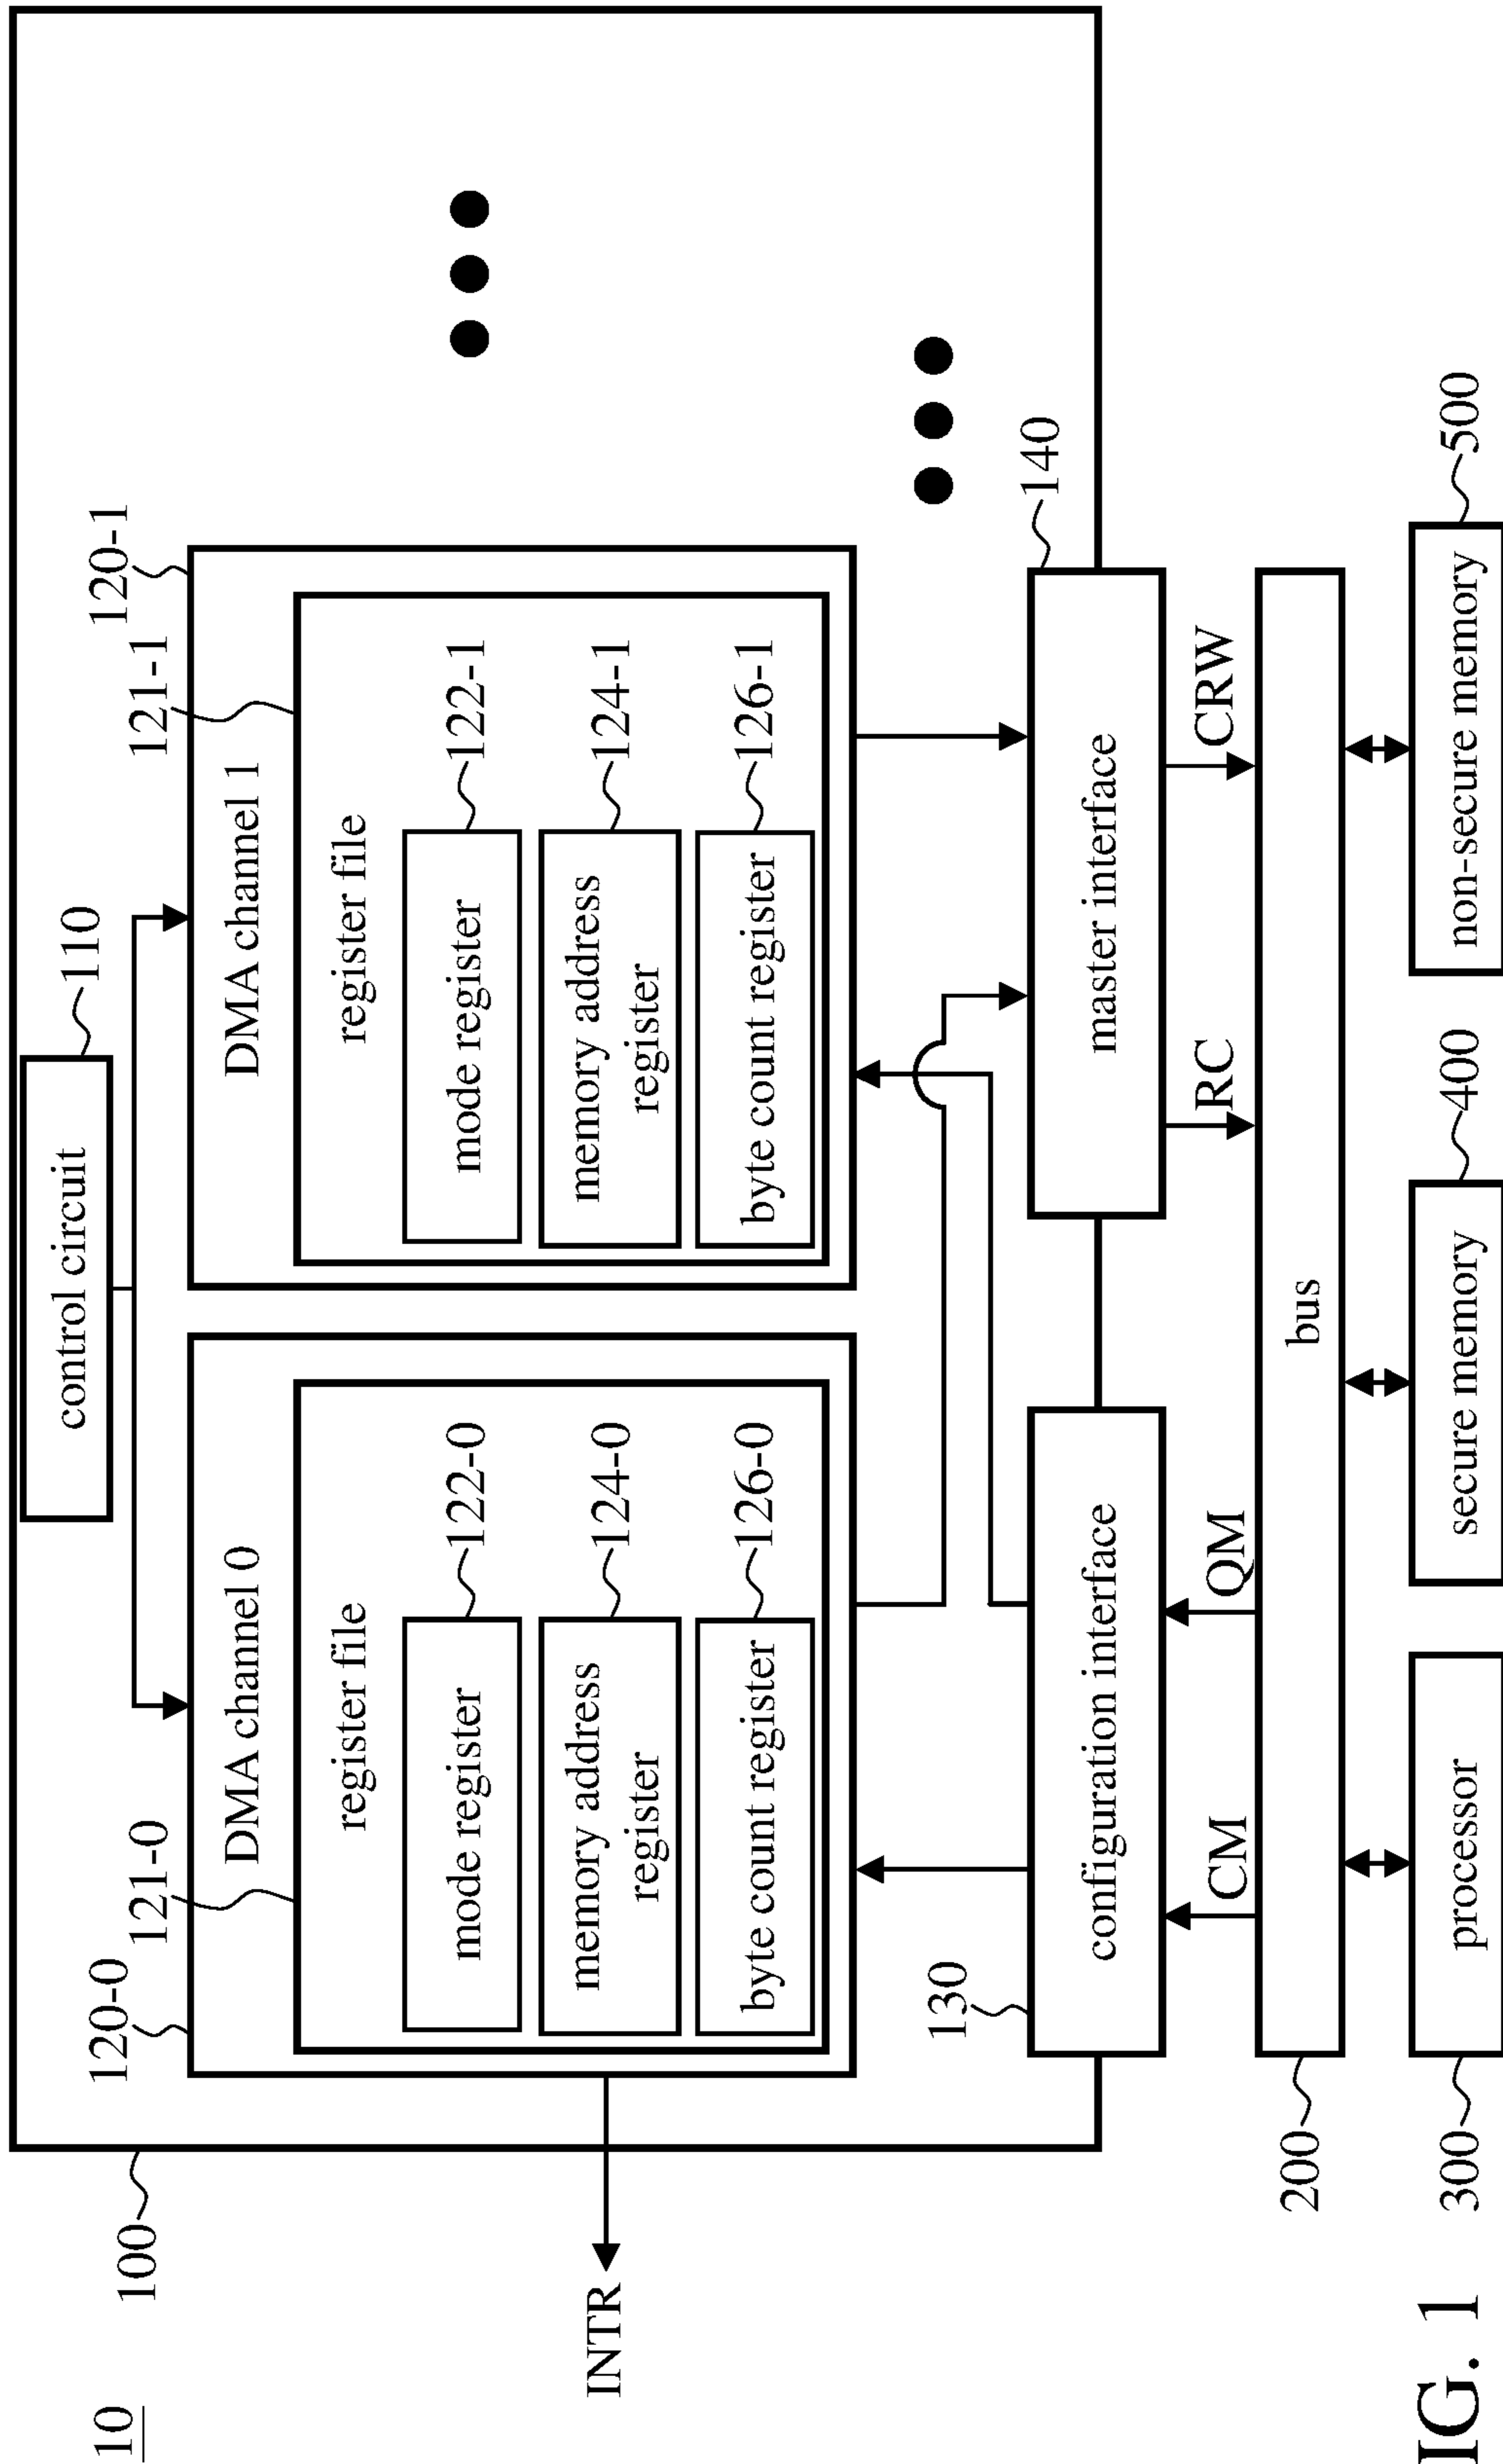 10
100
control circuit
110
120-0
121-0
DMA channel 0
register file
mode register
122-0
memory address
register
124-0
byte count register
126-0
120-1
121-1
DMA channel 1
register file
mode register
122-1
memory address
register
124-1
byte count register
126-1
INTR
130
configuration interface
master interface
140
CM
QM
RC
CRW
200
bus
300
processor
secure memory
400
non-secure memory
500
IG. 1